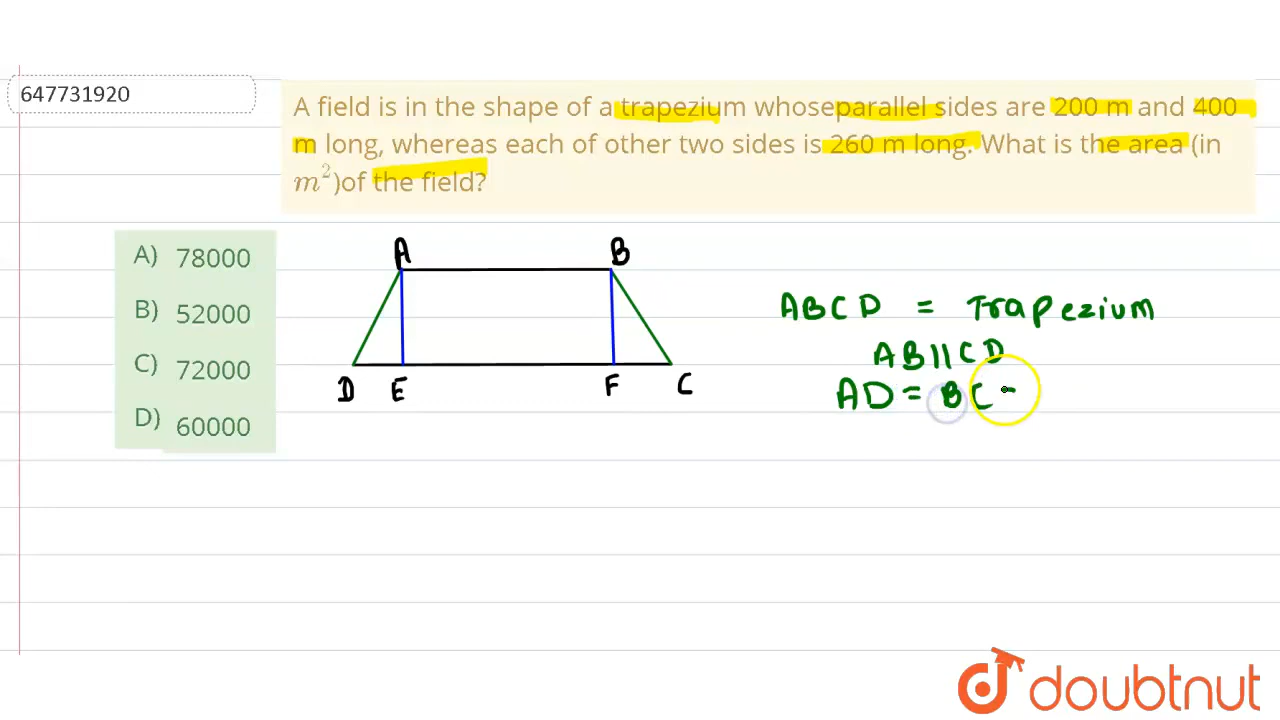 647731920
A field is in the shape of a trapezium whoseparallel sides are 200 m and 400
m long, whereas each of other two sides is 260 m long. What is the area (in
m²)of the field?
A) 78000
B) 52000
C) 72000
D) 60000
A B
D E F C
ABCD = Trapezium
AB||CD
AD = BC -
doubtnut